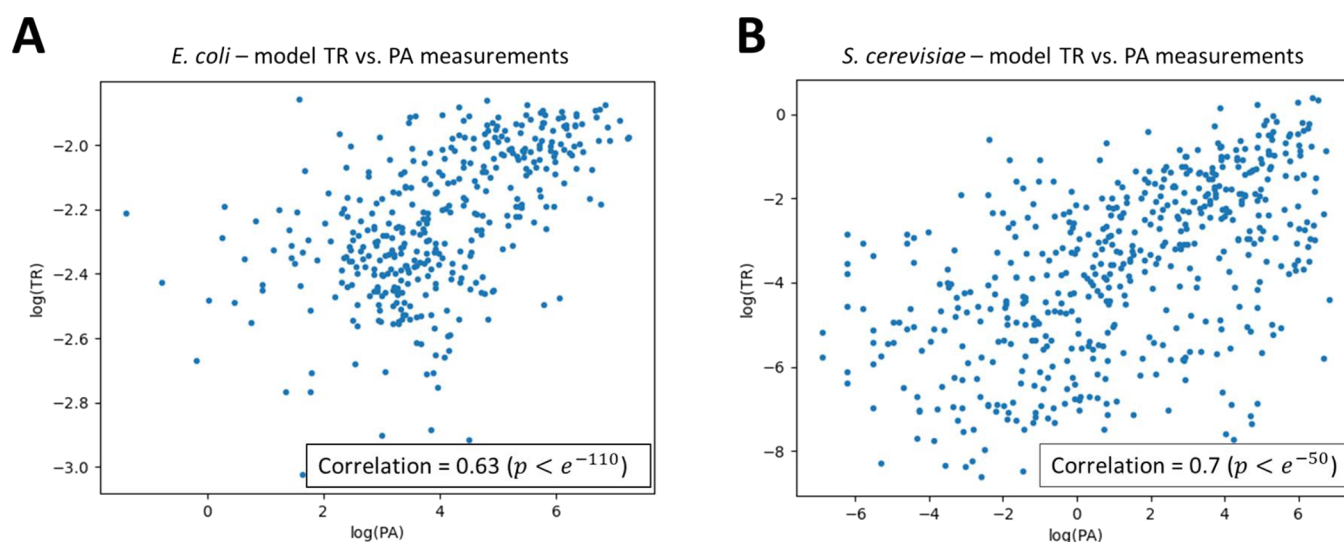 A
E. coli – model TR vs. PA measurements
log(TR)
−2.0
−2.2
−2.4
−2.6
−2.8
−3.0
0
2
4
6
log(PA)
Correlation = 0.63 (p < e^{−110})
B
S. cerevisiae – model TR vs. PA measurements
log(TR)
0
−2
−4
−6
−8
−6
−4
−2
0
2
4
6
log(PA)
Correlation = 0.7 (p < e^{−50})